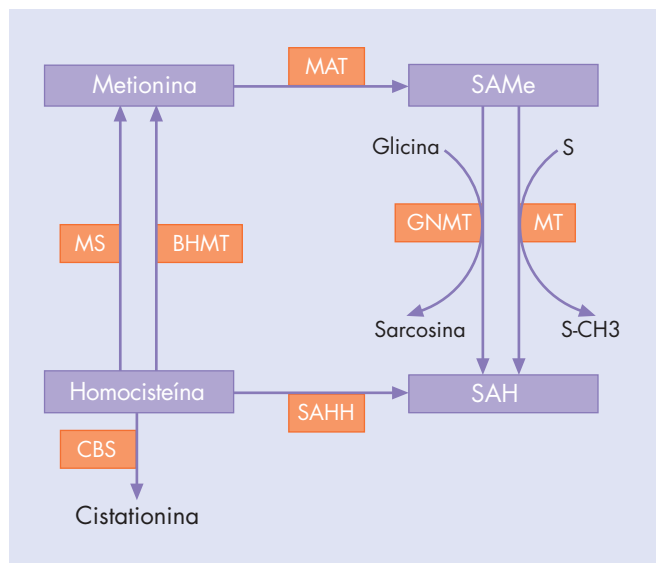 MAT
Metionina
SAMe
Glicina
S
MS
BHMT
GNMT
MT
Sarcosina
S-CH3
Homocisteína
SAH
SAHH
CBS
Cistationina